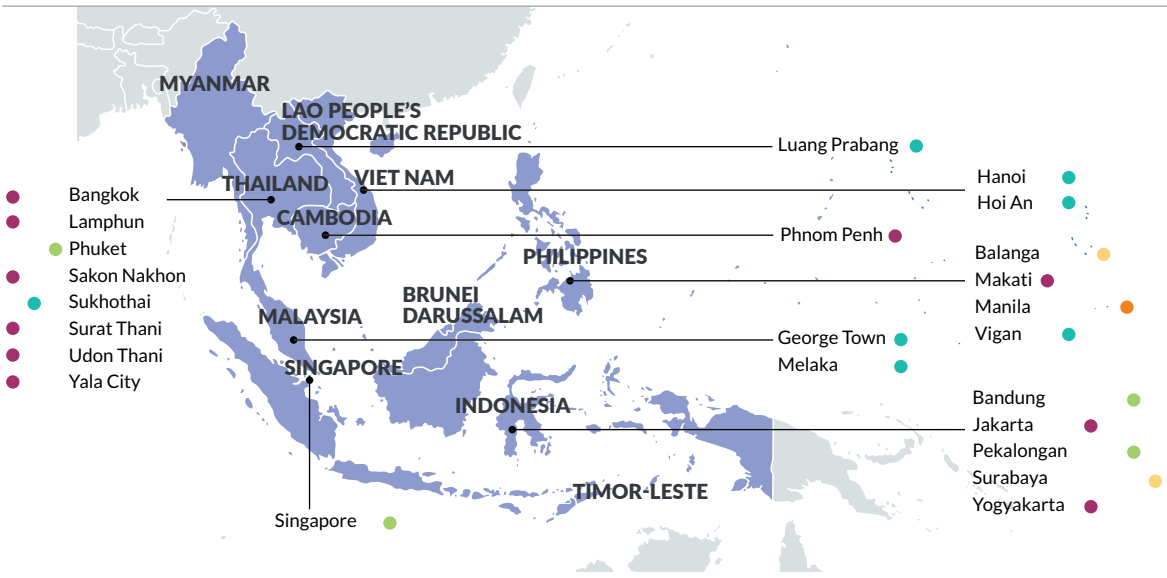 MYANMAR
LAO PEOPLE'S
DEMOCRATIC REPUBLIC
THAILAND
VIET NAM
CAMBODIA
PHILIPPINES
BRUNEI
DARUSSALAM
MALAYSIA
SINGAPORE
INDONESIA
TIMOR-LESTE
Bangkok
Lamphun
Phuket
Sakon Nakhon
Sukhothai
Surat Thani
Udon Thani
Yala City
Singapore
Luang Prabang
Phnom Penh
George Town
Melaka
Hanoi
Hoi An
Balanga
Makati
Manila
Vigan
Bandung
Jakarta
Pekalongan
Surabaya
Yogyakarta